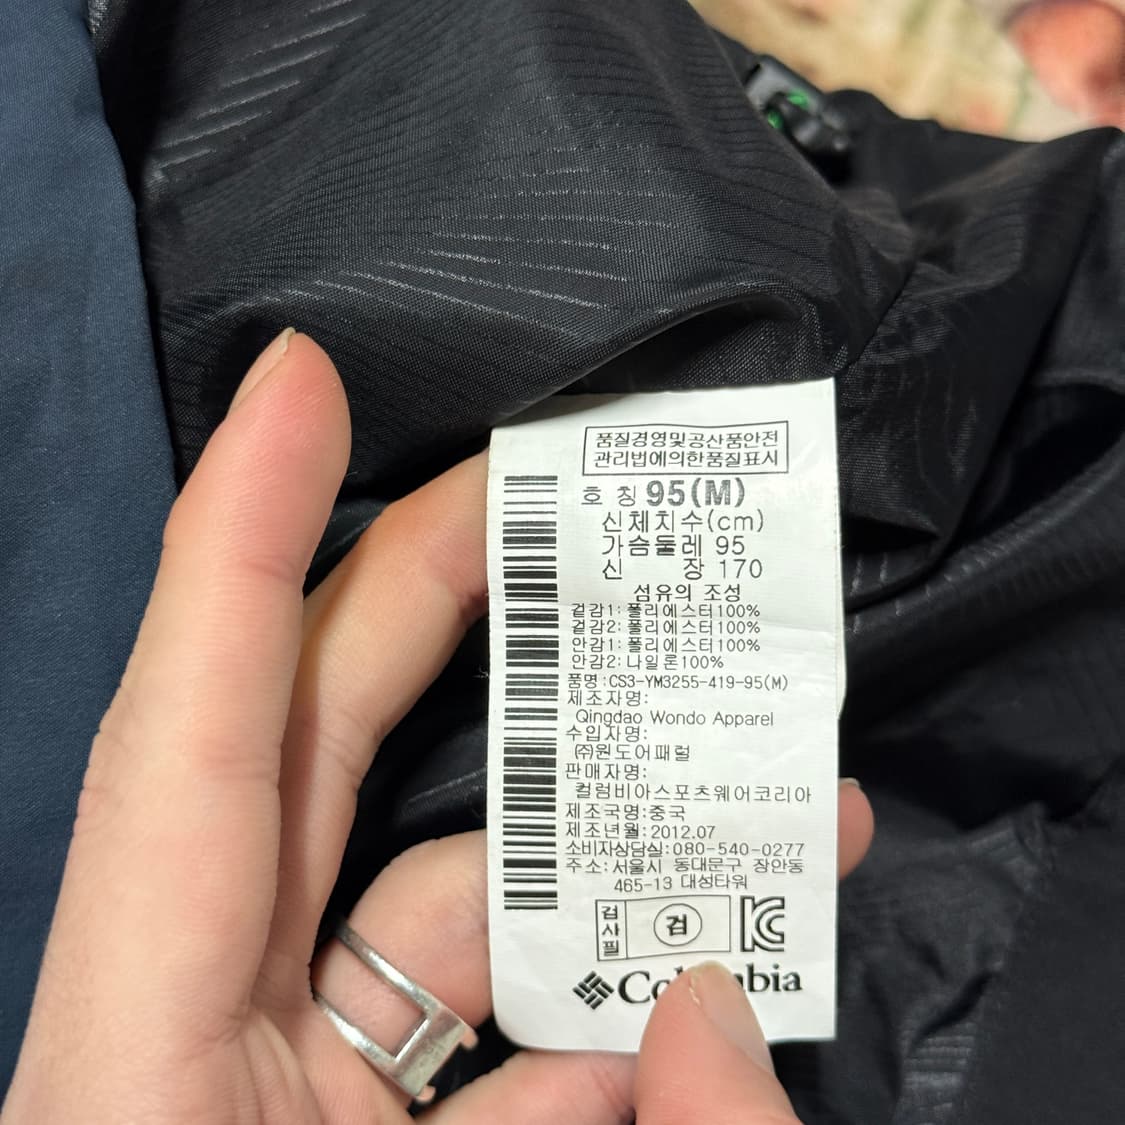 품질경영및공산품안전
관리법에의한품질표시
호 칭 95(M)
신체치수(cm)
가슴둘레 95
신 장 170
섬유의 조성
겉감1: 폴리에스터100%
겉감2: 폴리에스터100%
안감1: 폴리에스터100%
안감2: 나일론100%
품명:CS3-YM3255-419-95(M)
제조자명:
Qingdao Wondo Apparel
수입자명:
㈜원도어패럴
판매자명:
컬럼비아스포츠웨어코리아
제조국명:중국
제조년월:2012.07
소비자상담실:080-540-0277
주소:서울시 동대문구 장안동
465-13 대성타워
검사필 검